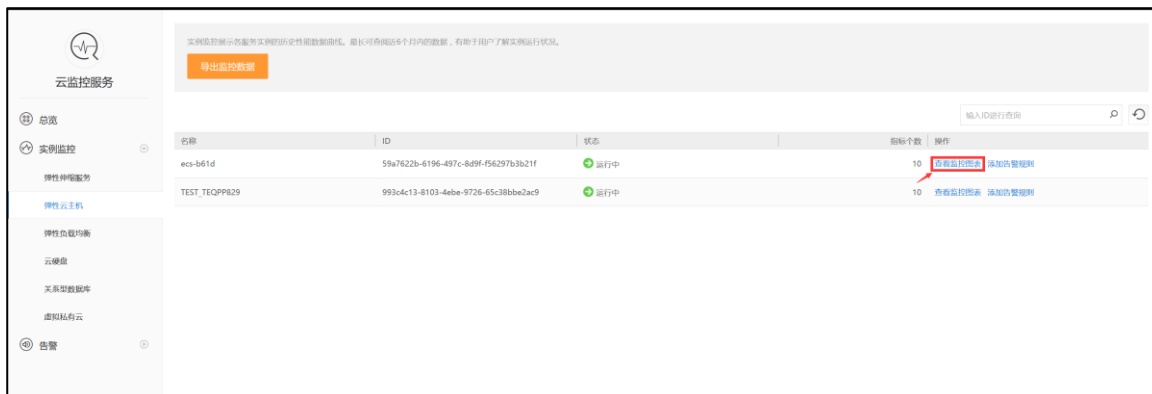 云监控服务
总览
实例监控
弹性伸缩服务
弹性云主机
弹性负载均衡
云硬盘
关系型数据库
虚拟私有云
告警
实例监控展示各服务实例的历史性能数据曲线。最长可查阅近6个月内的数据，有助于用户了解实例运行状况。
导出监控数据
输入ID进行查询
名称 ID 状态 指标个数 操作
ecs-b61d 59a7622b-6196-497c-8d9f-f56297b3b21f 运行中 10 查看监控图表 添加告警规则
TEST_TEQPP829 993c4c13-8103-4ebe-9726-65c38bbe2ac9 运行中 10 查看监控图表 添加告警规则